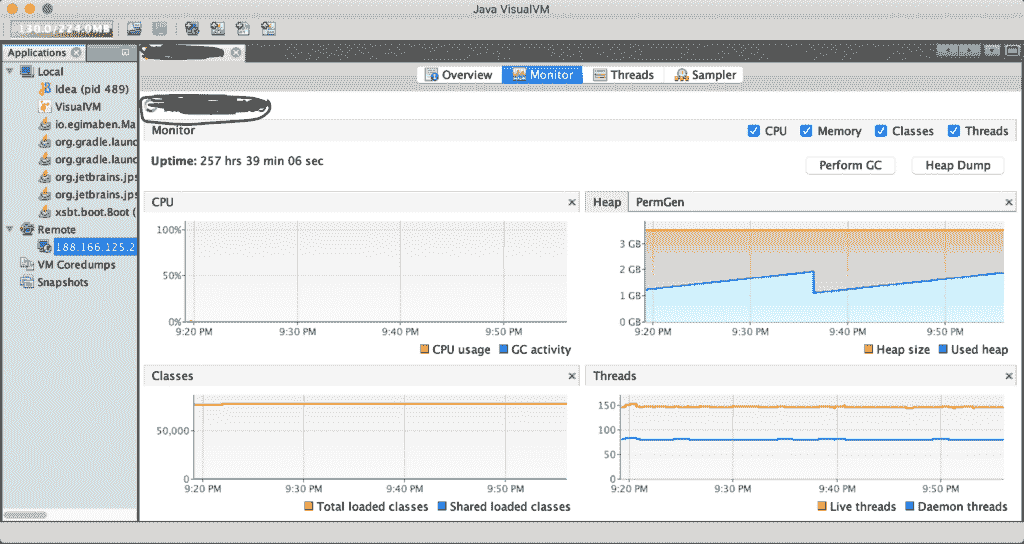 Java VisualVM
Applications
Local
Idea (pid 489)
VisualVM
io.egimaben.Ma
org.gradle.launc
org.gradle.launc
org.jetbrains.jps
org.jetbrains.jps
xsbt.boot.Boot (
Remote
188.166.125.2
VM Coredumps
Snapshots
Overview Monitor Threads Sampler
Monitor
CPU Memory Classes Threads
Uptime: 257 hrs 39 min 06 sec
Perform GC Heap Dump
CPU
100%
50%
0%
9:20 PM 9:30 PM 9:40 PM 9:50 PM
CPU usage GC activity
Heap PermGen
3 GB
2 GB
1 GB
0 GB
9:20 PM 9:30 PM 9:40 PM 9:50 PM
Heap size Used heap
Classes
50,000
0
9:20 PM 9:30 PM 9:40 PM 9:50 PM
Total loaded classes Shared loaded classes
Threads
150
100
50
0
9:20 PM 9:30 PM 9:40 PM 9:50 PM
Live threads Daemon threads